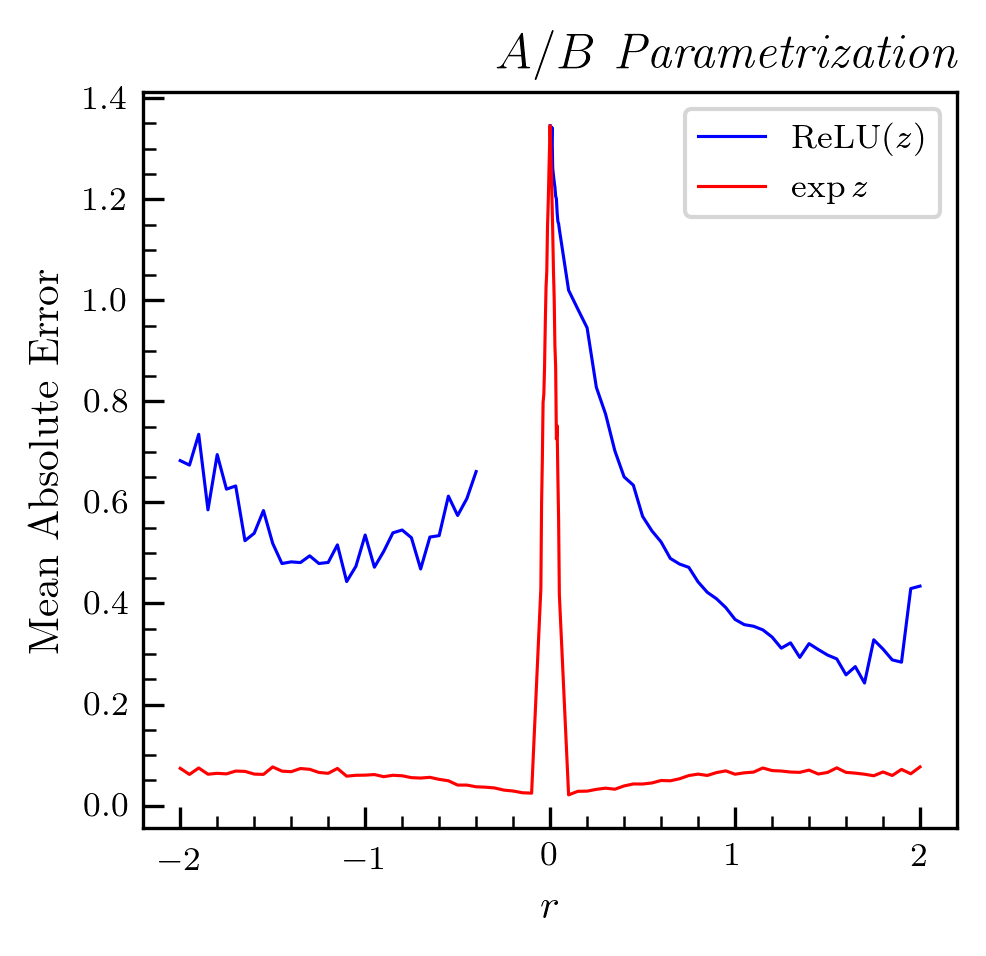 A/B Parametrization
ReLU(z)
exp z
Mean Absolute Error
1.4
1.2
1.0
0.8
0.6
0.4
0.2
0.0
−2 −1 0 1 2
r